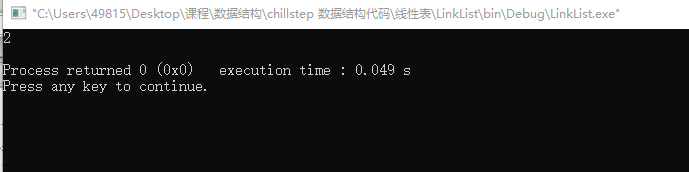 "C:\Users\49815\Desktop\课程\数据结构\chillstep 数据结构代码\线性表\LinkList\bin\Debug\LinkList.exe"
2
Process returned 0 (0x0)   execution time : 0.049 s
Press any key to continue.